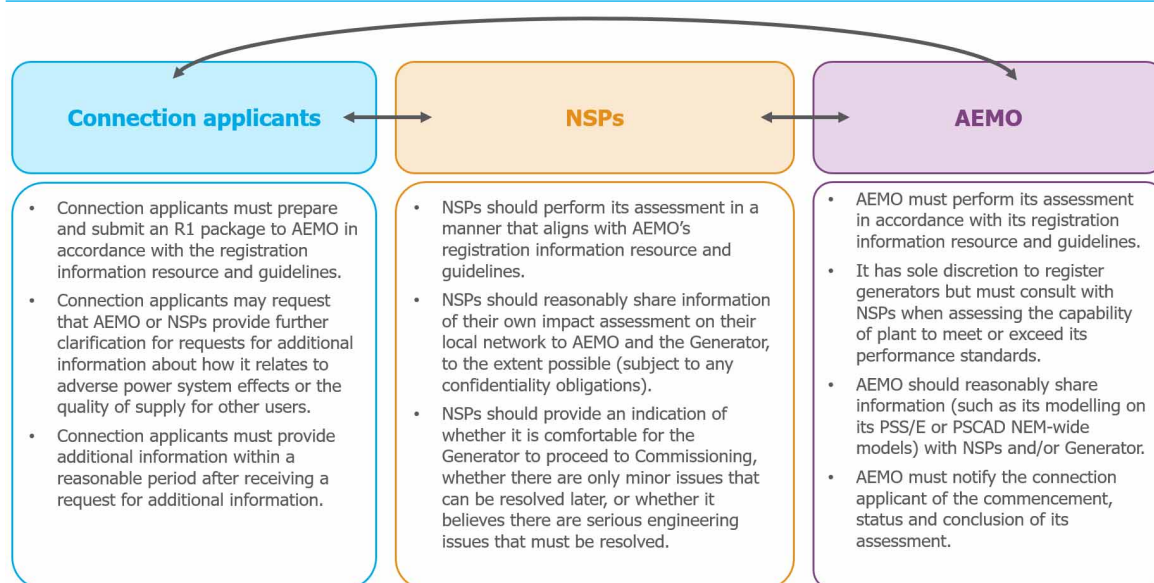 Connection applicants
NSPs
AEMO
• Connection applicants must prepare
and submit an R1 package to AEMO in
accordance with the registration
information resource and guidelines.
• Connection applicants may request
that AEMO or NSPs provide further
clarification for requests for additional
information about how it relates to
adverse power system effects or the
quality of supply for other users.
• Connection applicants must provide
additional information within a
reasonable period after receiving a
request for additional information.
• NSPs should perform its assessment in a
manner that aligns with AEMO’s
registration information resource and
guidelines.
• NSPs should reasonably share information
of their own impact assessment on their
local network to AEMO and the Generator,
to the extent possible (subject to any
confidentiality obligations).
• NSPs should provide an indication of
whether it is comfortable for the
Generator to proceed to Commissioning,
whether there are only minor issues that
can be resolved later, or whether it
believes there are serious engineering
issues that must be resolved.
• AEMO must perform its assessment
in accordance with its registration
information resource and guidelines.
• It has sole discretion to register
generators but must consult with
NSPs when assessing the capability
of plant to meet or exceed its
performance standards.
• AEMO should reasonably share
information (such as its modelling on
its PSS/E or PSCAD NEM-wide
models) with NSPs and/or Generator.
• AEMO must notify the connection
applicant of the commencement,
status and conclusion of its
assessment.